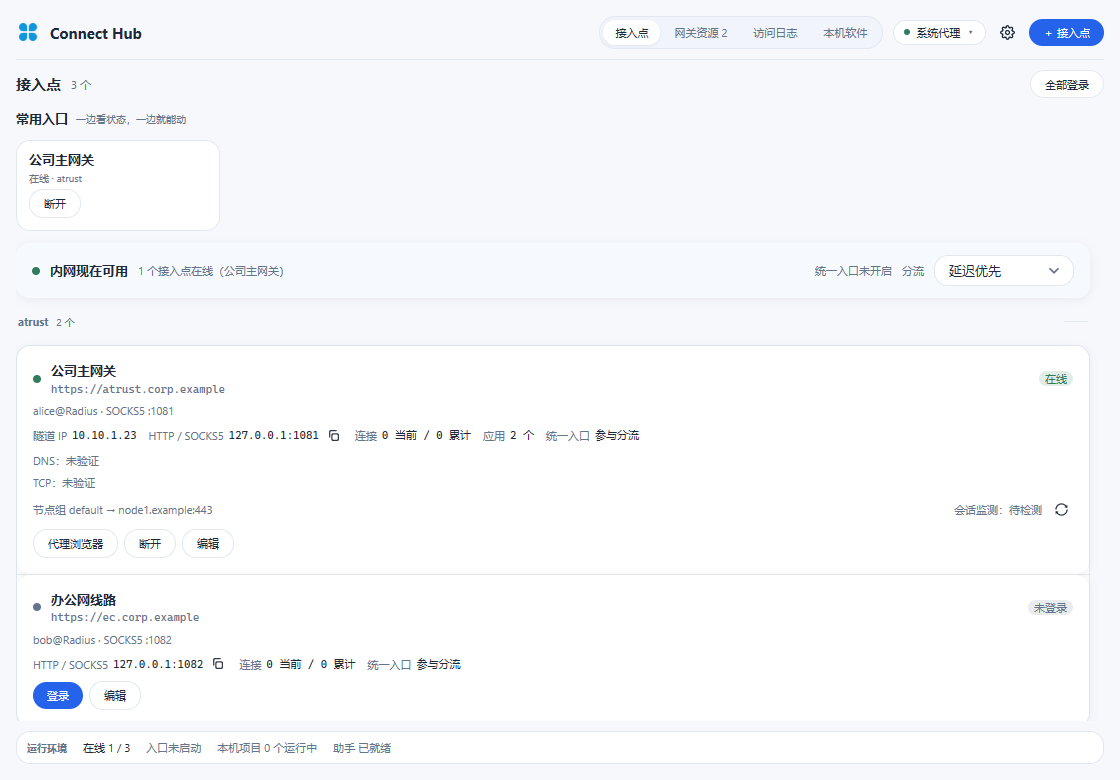 Connect Hub
接入点 网关资源 2 访问日志 本机软件 系统代理 + 接入点
接入点 3 个 全部登录
常用入口 一边看状态，一边就能动
公司主网关
在线 · atrust
断开
内网现在可用 1 个接入点在线（公司主网关） 统一入口未开启 分流 延迟优先
atrust 2 个
公司主网关
https://atrust.corp.example 在线
alice@Radius · SOCKS5 :1081
隧道 IP 10.10.1.23 HTTP / SOCKS5 127.0.0.1:1081 连接 0 当前 / 0 累计 应用 2 个 统一入口 参与分流
DNS: 未验证
TCP: 未验证
节点组 default → node1.example:443 会话监测: 待检测
代理浏览器 断开 编辑
办公网线路
https://ec.corp.example 未登录
bob@Radius · SOCKS5 :1082
HTTP / SOCKS5 127.0.0.1:1082 连接 0 当前 / 0 累计 统一入口 参与分流
登录 编辑
运行环境 在线 1 / 3 入口未启动 本机项目 0 个运行中 助手 已就绪